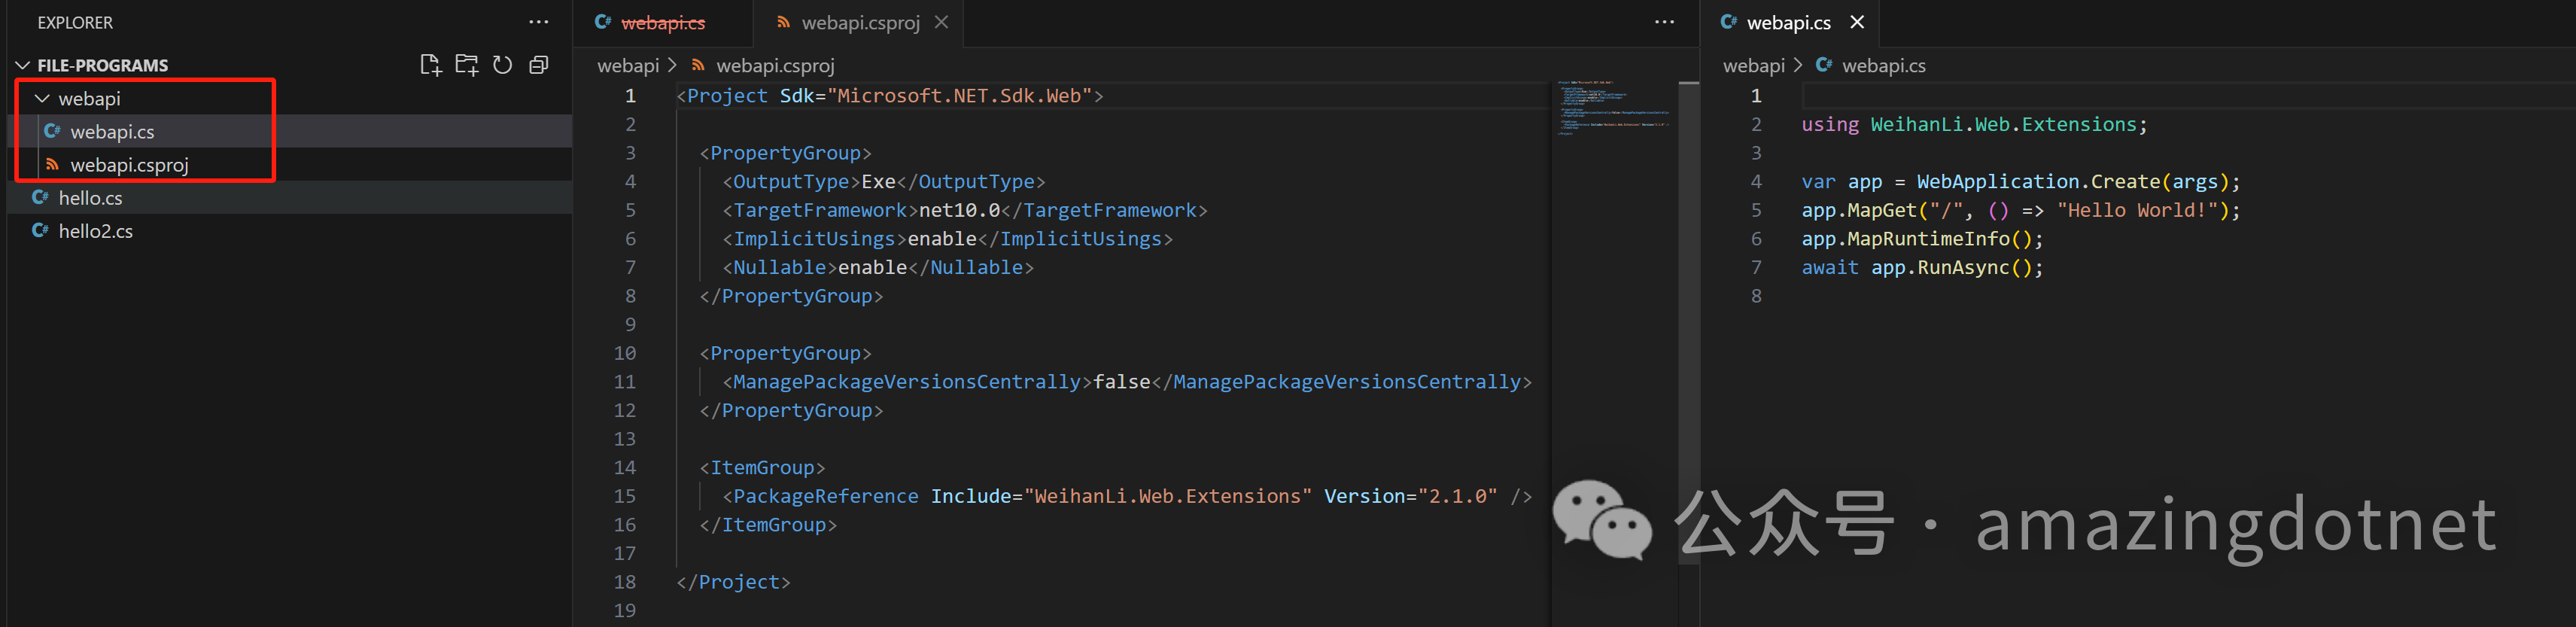 EXPLORER
FILE-PROGRAMS
webapi
webapi.cs
webapi.csproj
hello.cs
hello2.cs
webapi.cs
webapi.csproj
webapi > webapi.csproj
1 <Project Sdk="Microsoft.NET.Sdk.Web">
2
3 <PropertyGroup>
4 <OutputType>Exe</OutputType>
5 <TargetFramework>net10.0</TargetFramework>
6 <ImplicitUsings>enable</ImplicitUsings>
7 <Nullable>enable</Nullable>
8 </PropertyGroup>
9
10 <PropertyGroup>
11 <ManagePackageVersionsCentrally>false</ManagePackageVersionsCentrally>
12 </PropertyGroup>
13
14 <ItemGroup>
15 <PackageReference Include="WeihanLi.Web.Extensions" Version="2.1.0" />
16 </ItemGroup>
17
18 </Project>
19
webapi.cs
webapi > webapi.cs
1
2 using WeihanLi.Web.Extensions;
3
4 var app = WebApplication.Create(args);
5 app.MapGet("/", () => "Hello World!");
6 app.MapRuntimeInfo();
7 await app.RunAsync();
8
公众号 · amazingdotnet